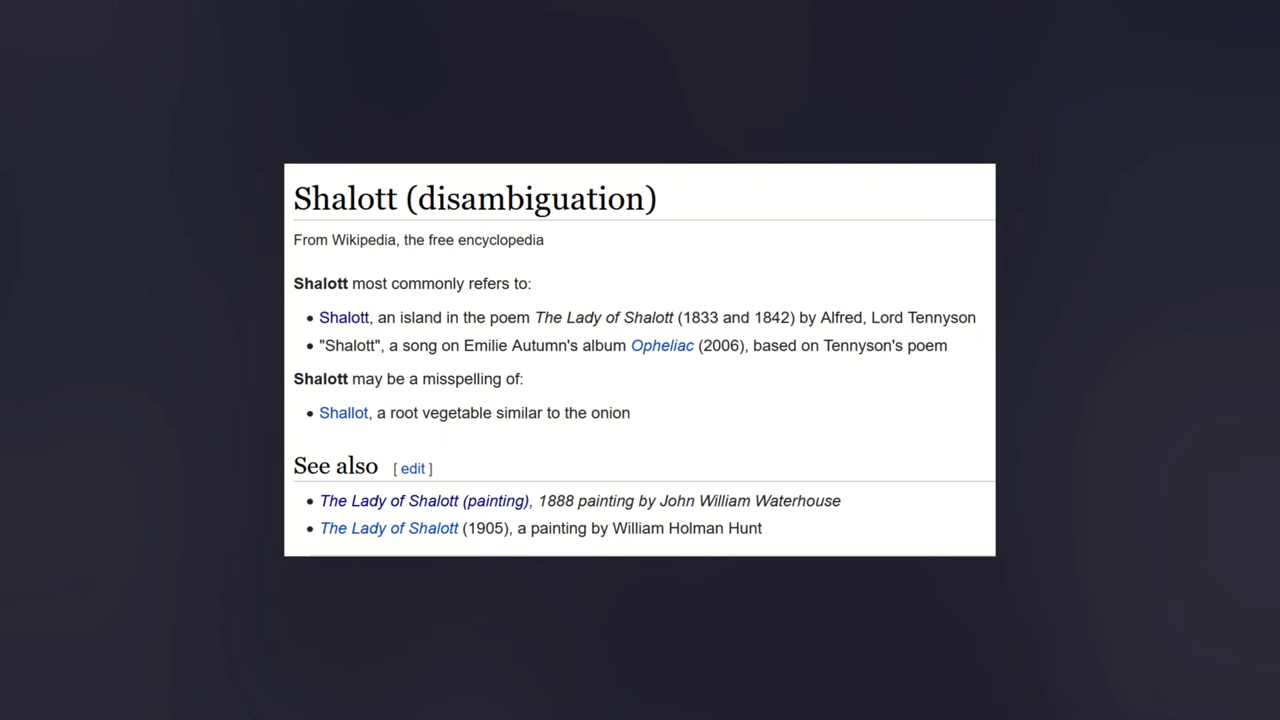 Shalott (disambiguation)
From Wikipedia, the free encyclopedia
Shalott most commonly refers to:
• Shalott, an island in the poem The Lady of Shalott (1833 and 1842) by Alfred, Lord Tennyson
• "Shalott", a song on Emilie Autumn's album Opheliac (2006), based on Tennyson's poem
Shalott may be a misspelling of:
• Shallot, a root vegetable similar to the onion
See also [ edit ]
• The Lady of Shalott (painting), 1888 painting by John William Waterhouse
• The Lady of Shalott (1905), a painting by William Holman Hunt